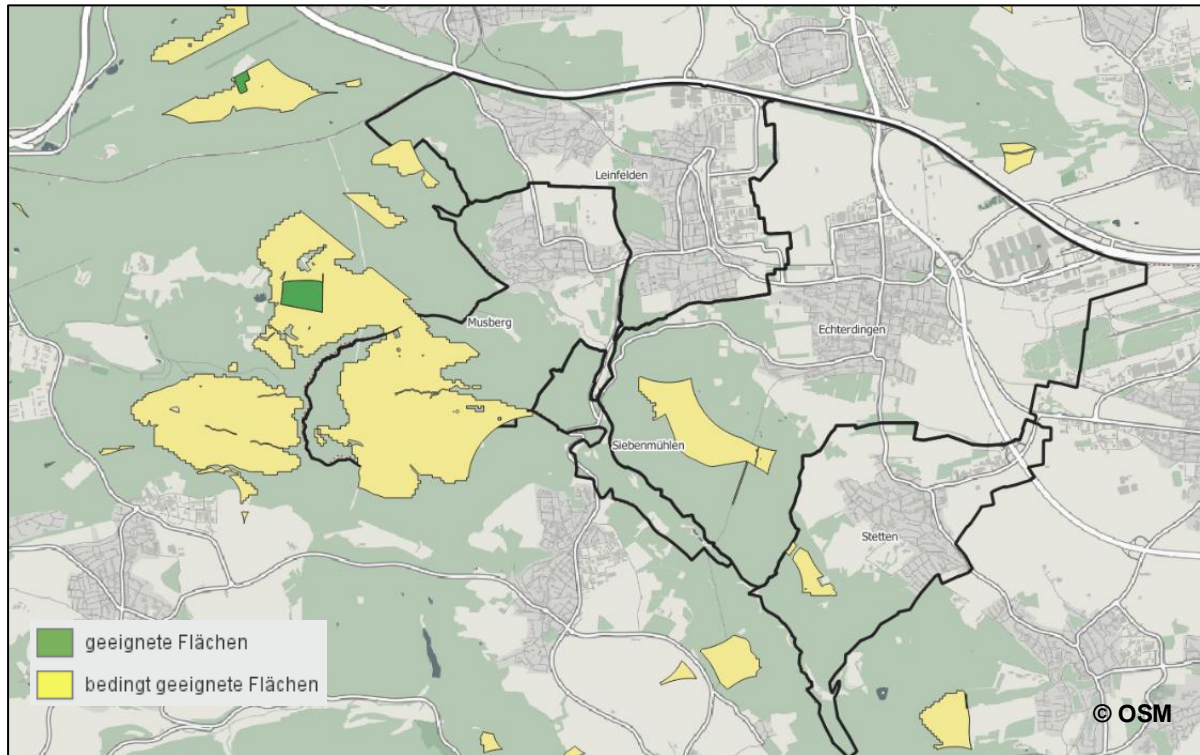 Leinfelden
Musberg
Echterdingen
Siebenmühlen
Stetten
geeignete Flächen
bedingt geeignete Flächen
© OSM